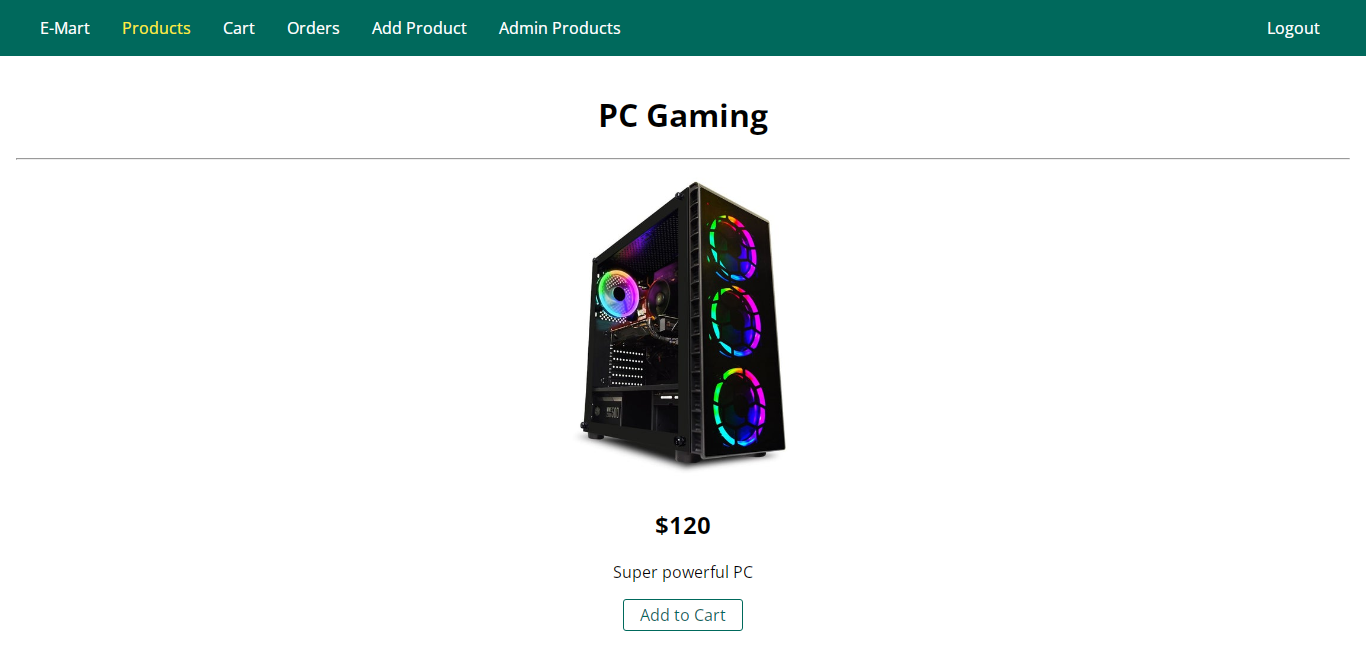 E-Mart Products Cart Orders Add Product Admin Products Logout
PC Gaming
$120
Super powerful PC
Add to Cart